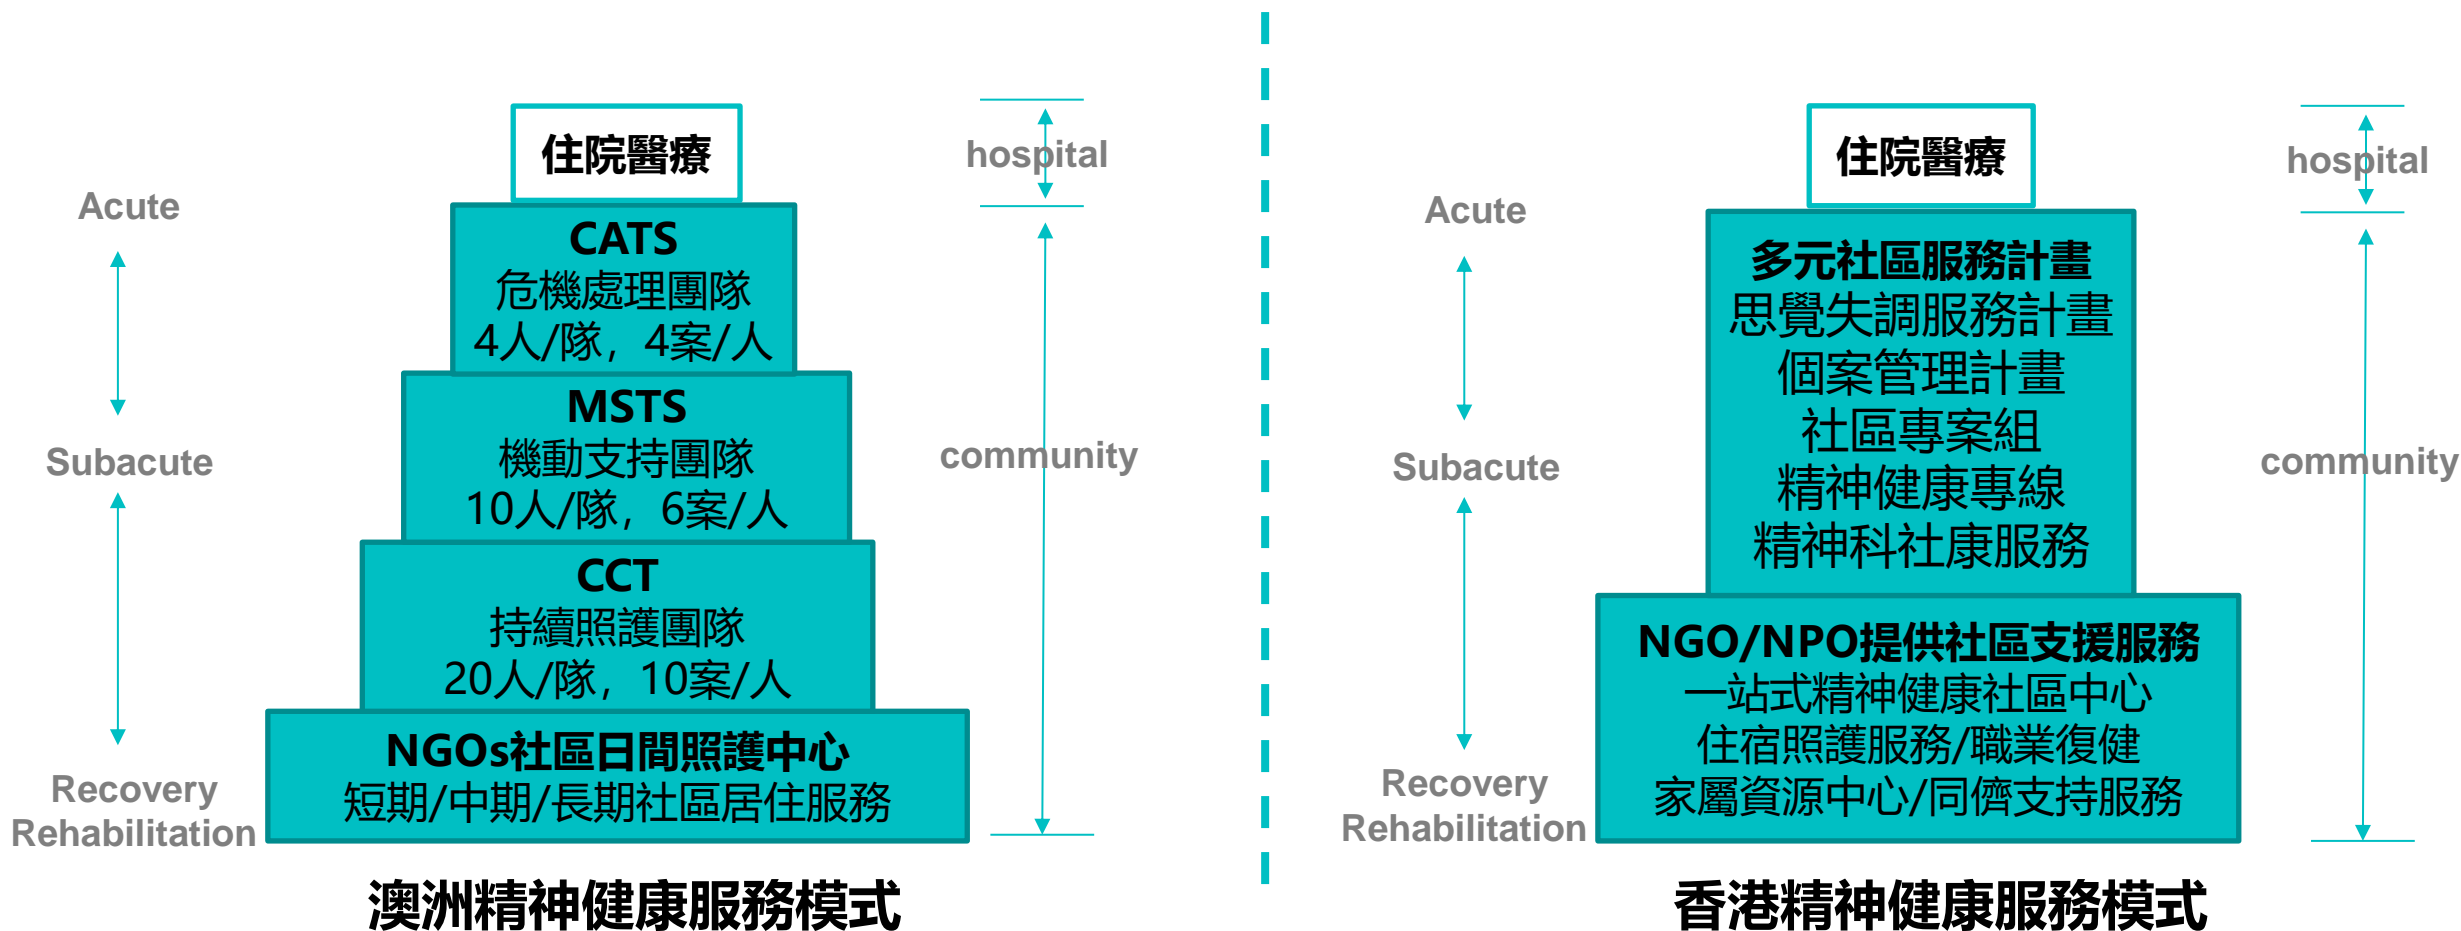 住院醫療
hospital
Acute
CATS
危機處理團隊
4人/隊，4案/人
MSTS
機動支持團隊
10人/隊，6案/人
Subacute
community
CCT
持續照護團隊
20人/隊，10案/人
NGOs社區日間照護中心
短期/中期/長期社區居住服務
Recovery
Rehabilitation
澳洲精神健康服務模式
住院醫療
hospital
Acute
多元社區服務計畫
思覺失調服務計畫
個案管理計畫
社區專案組
精神健康專線
精神科社康服務
Subacute
community
NGO/NPO提供社區支援服務
一站式精神健康社區中心
住宿照護服務/職業復健
家屬資源中心/同儕支持服務
Recovery
Rehabilitation
香港精神健康服務模式